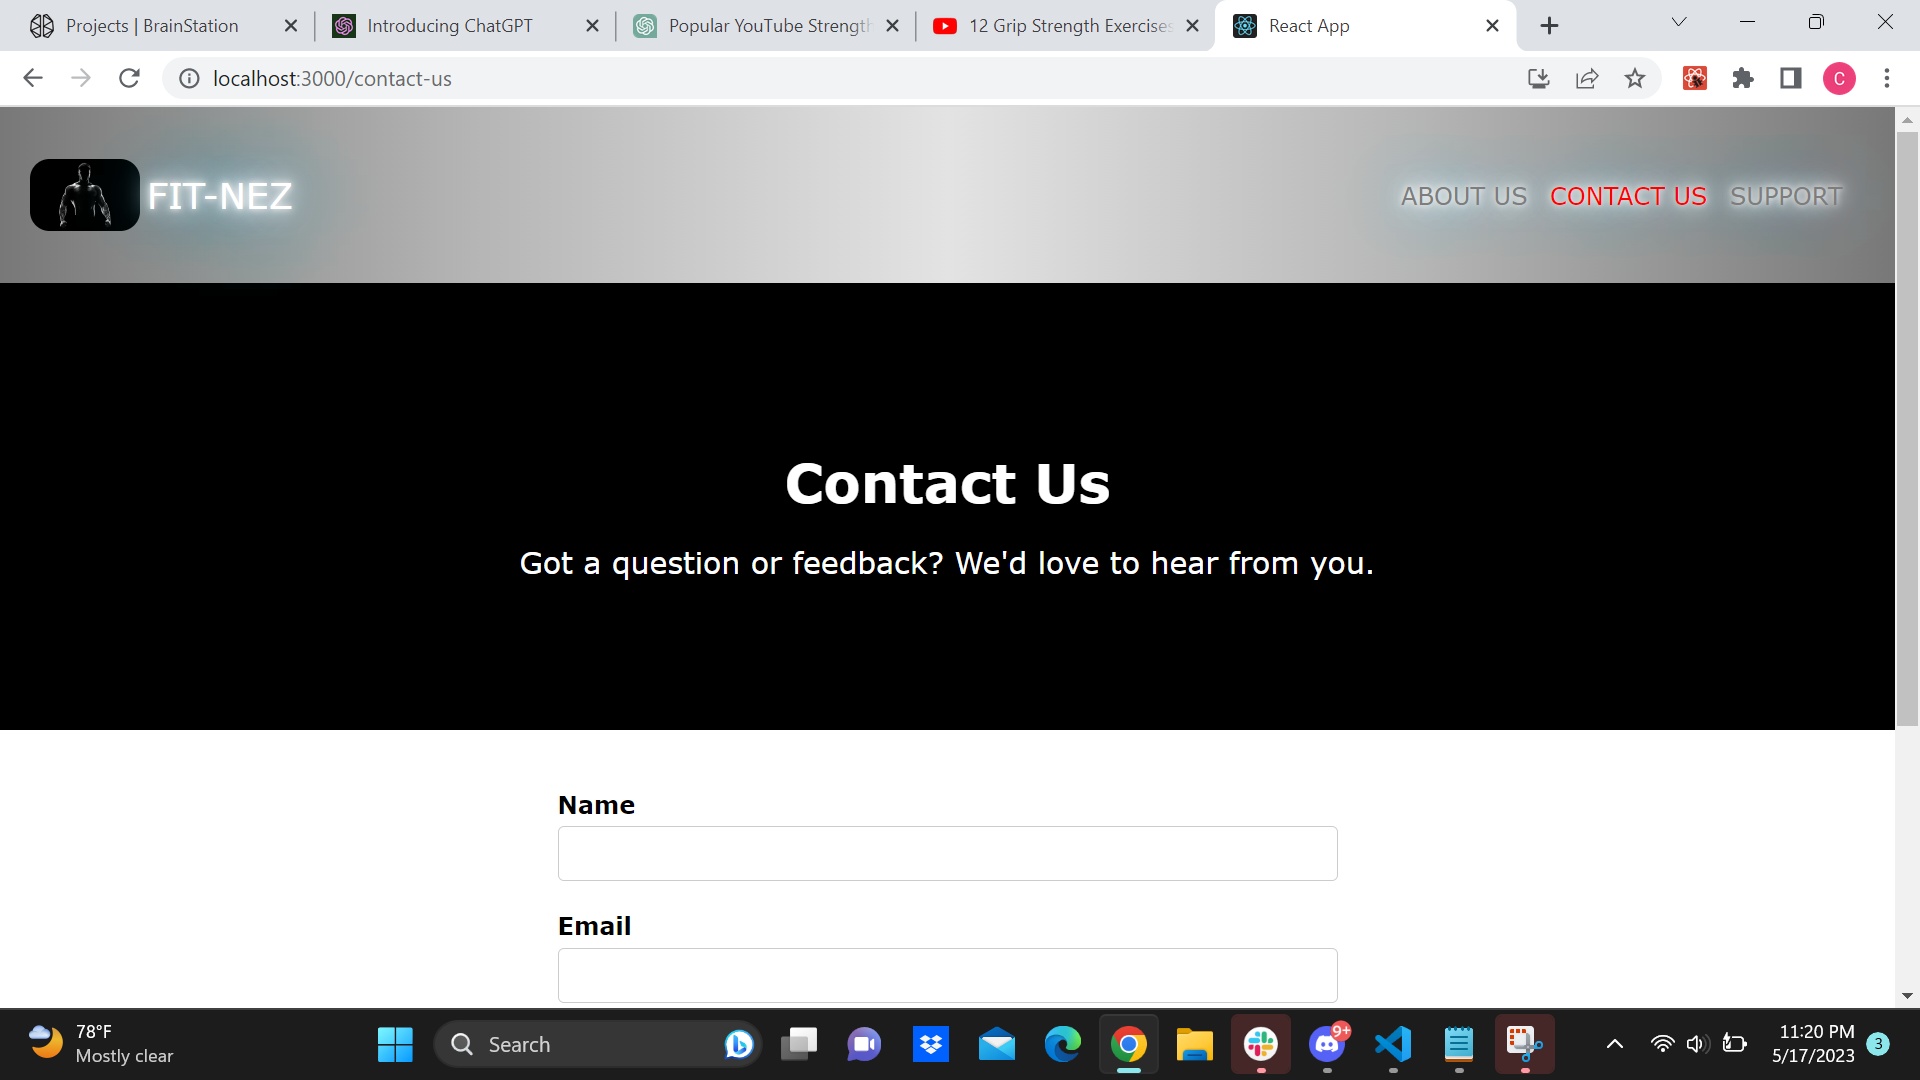 Projects | BrainStation
Introducing ChatGPT
Popular YouTube Strength
12 Grip Strength Exercises
React App
localhost:3000/contact-us
C
FIT-NEZ
ABOUT US CONTACT US SUPPORT
Contact Us
Got a question or feedback? We'd love to hear from you.
Name
Email
78°F
Mostly clear
Search
9+
11:20 PM
5/17/2023
3